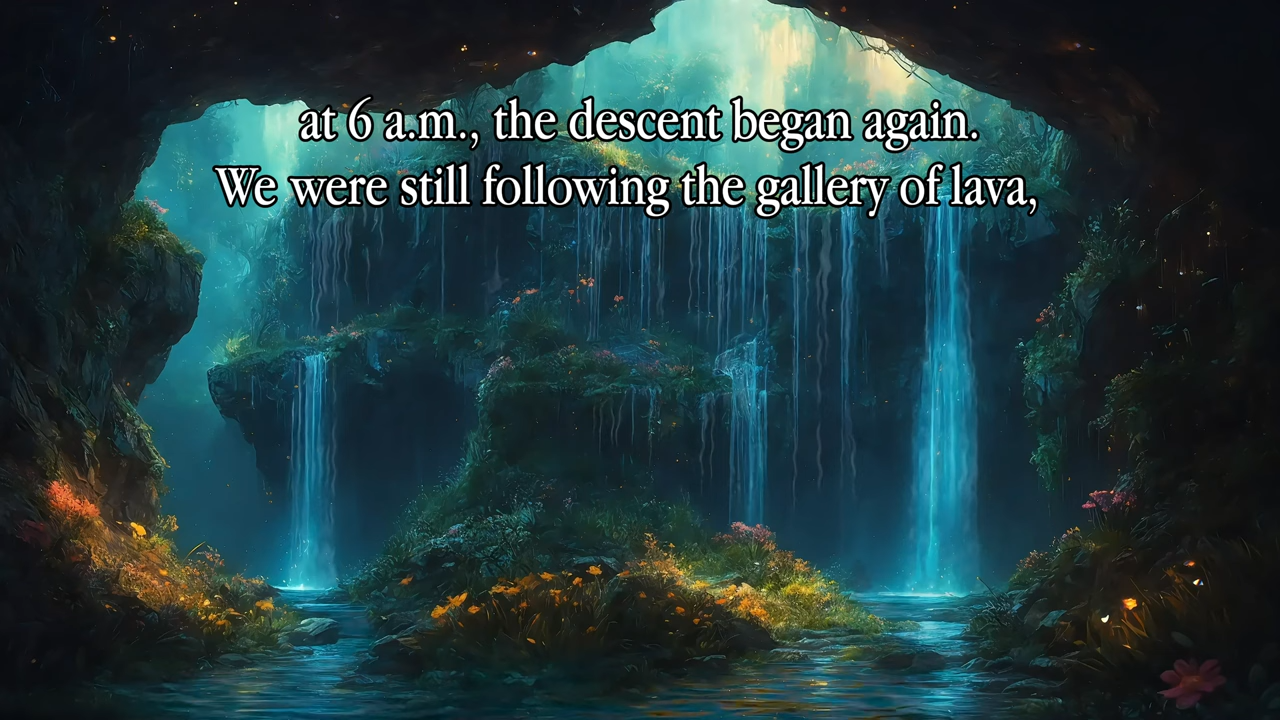 at 6 a.m., the descent began again.
We were still following the gallery of lava,